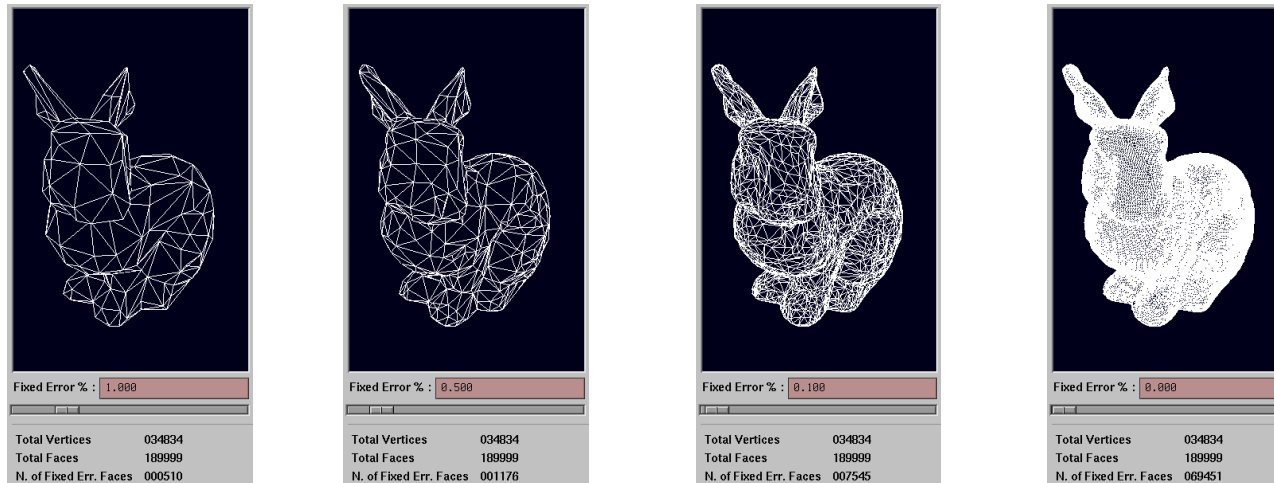 Fixed Error % : 1.000
Total Vertices 034834
Total Faces 189999
N. of Fixed Err. Faces 000510
Fixed Error % : 0.500
Total Vertices 034834
Total Faces 189999
N. of Fixed Err. Faces 001176
Fixed Error % : 0.100
Total Vertices 034834
Total Faces 189999
N. of Fixed Err. Faces 007545
Fixed Error % : 0.000
Total Vertices 034834
Total Faces 189999
N. of Fixed Err. Faces 069451